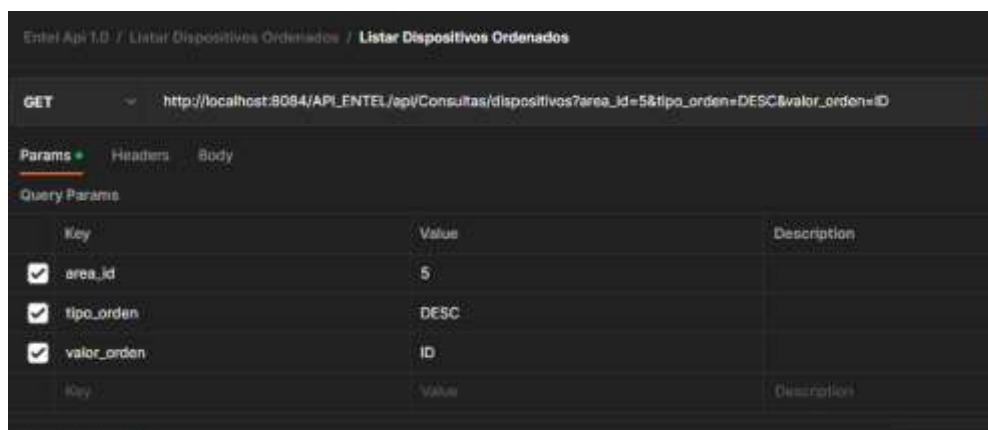 Entel Api 1.0 / Listar Dispositivos Ordenados / Listar Dispositivos Ordenados
GET http://localhost:8084/API_ENTEL/api/Consultas/dispositivos?area_id=5&tipo_orden=DESC&valor_orden=ID
Params Headers Body
Query Params
Key Value Description
area_id 5
tipo_orden DESC
valor_orden ID
Key Value Description